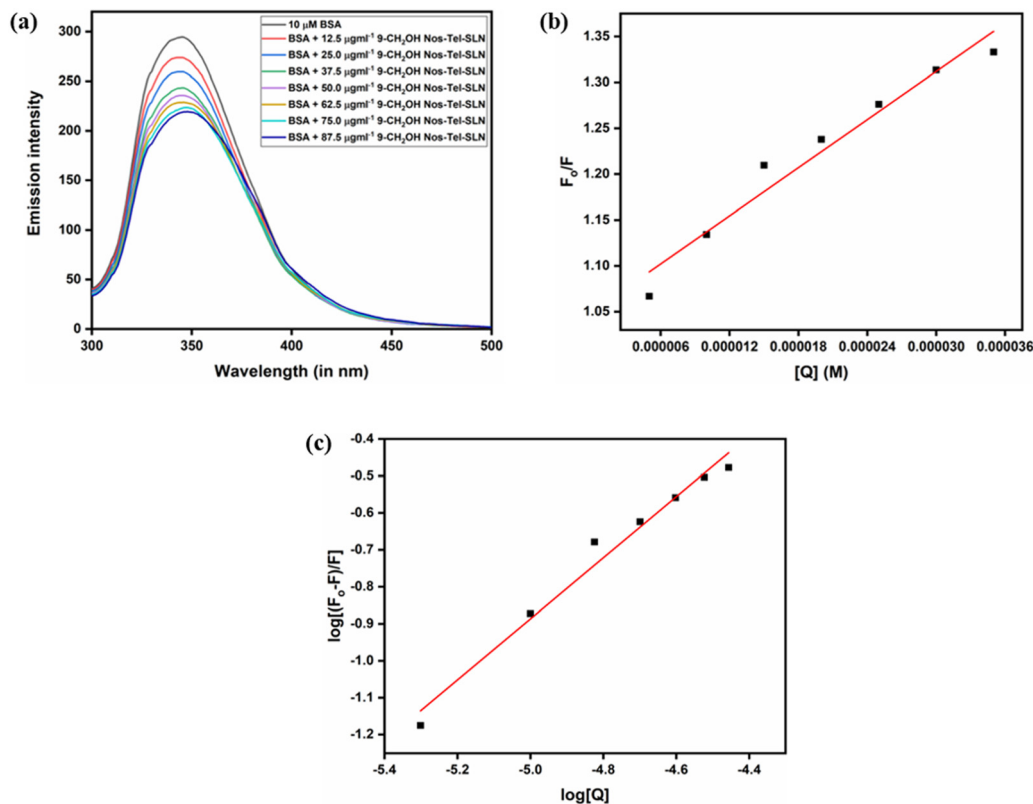 (a)
10 μM BSA
BSA + 12.5 μgml⁻¹ 9-CH₂OH Nos-Tel-SLN
BSA + 25.0 μgml⁻¹ 9-CH₂OH Nos-Tel-SLN
BSA + 37.5 μgml⁻¹ 9-CH₂OH Nos-Tel-SLN
BSA + 50.0 μgml⁻¹ 9-CH₂OH Nos-Tel-SLN
BSA + 62.5 μgml⁻¹ 9-CH₂OH Nos-Tel-SLN
BSA + 75.0 μgml⁻¹ 9-CH₂OH Nos-Tel-SLN
BSA + 87.5 μgml⁻¹ 9-CH₂OH Nos-Tel-SLN
Emission intensity
300
250
200
150
100
50
0
300 350 400 450 500
Wavelength (in nm)
(b)
Fₒ/F
1.35
1.30
1.25
1.20
1.15
1.10
1.05
0.000006 0.000012 0.000018 0.000024 0.000030 0.000036
[Q] (M)
(c)
log[(Fₒ-F)/F]
-0.4
-0.5
-0.6
-0.7
-0.8
-0.9
-1.0
-1.1
-1.2
-5.4 -5.2 -5.0 -4.8 -4.6 -4.4
log[Q]